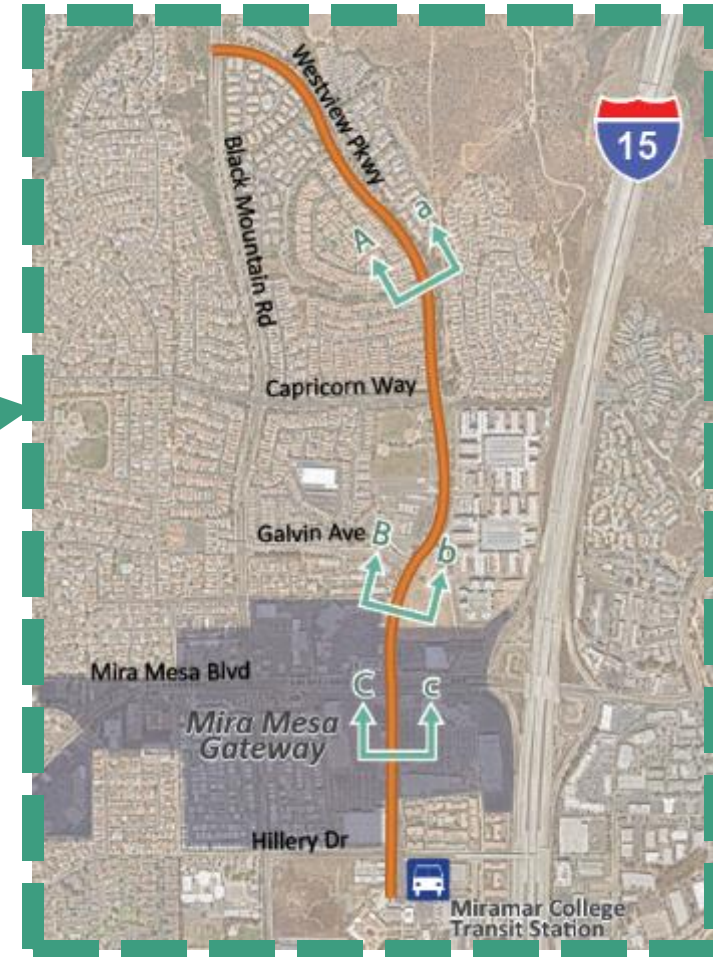 Westview Pkwy
15
Black Mountain Rd
A
a
Capricorn Way
Galvin Ave
B
b
Mira Mesa Blvd
C
c
Mira Mesa
Gateway
Hillery Dr
Miramar College
Transit Station